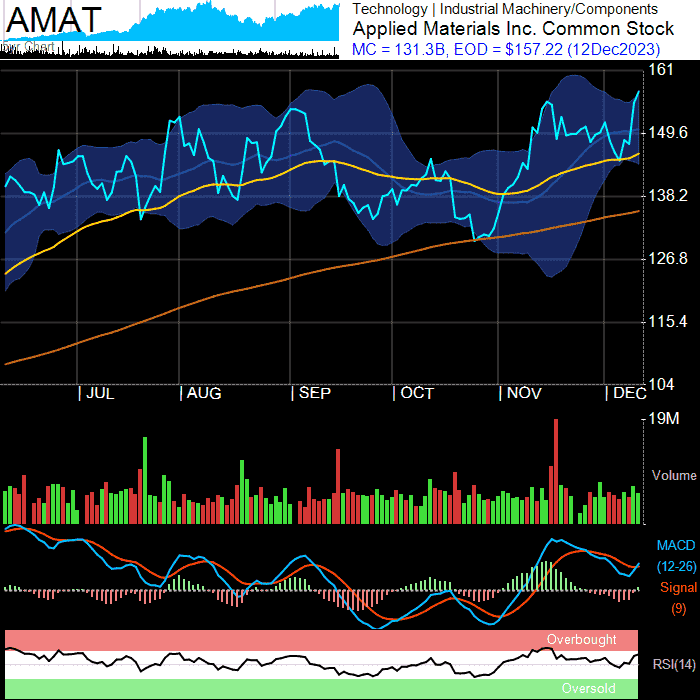 AMAT
Technology | Industrial Machinery/Components
Applied Materials Inc. Common Stock
MC = 131.3B, EOD = $157.22 (12Dec2023)
Chart
161
149.6
138.2
126.8
115.4
104
| JUL | AUG | SEP | OCT | NOV | DEC
19M
Volume
MACD
(12-26)
Signal
(9)
Overbought
RSI(14)
Oversold